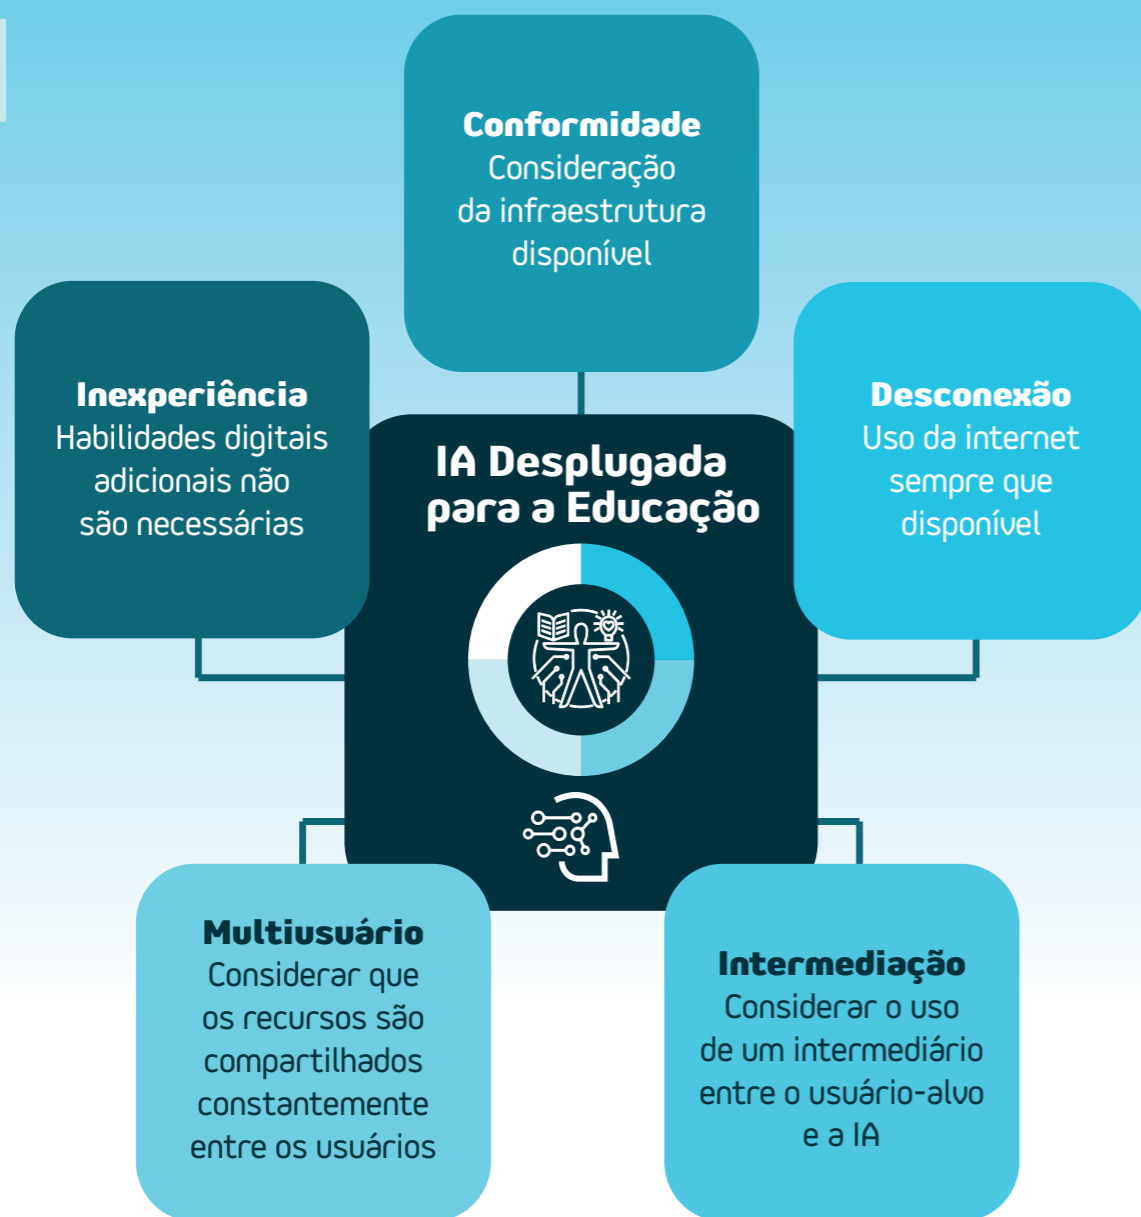 Conformidade
Consideração
da infraestrutura
disponível
Inexperiência
Habilidades digitais
adicionais não
são necessárias
Desconexão
Uso da internet
sempre que
disponível
IA Desplugada
para a Educação
Multiusuário
Considerar que
os recursos são
compartilhados
constantemente
entre os usuários
Intermediação
Considerar o uso
de um intermediário
entre o usuário-alvo
e a IA